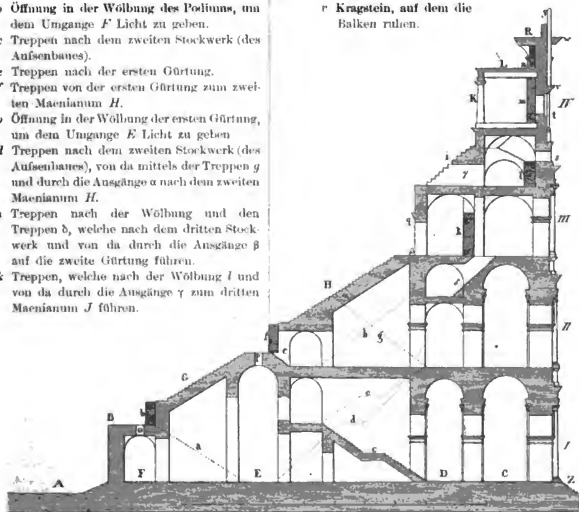 Öffnung in der Wölbung des Podiums, um
dem Umgange F Licht zu geben.
Treppen nach dem zweiten Stockwerk (des
Aufsenbaues).
Treppen nach der ersten Gürtung.
Treppen von der ersten Gürtung zum zwei-
ten Maenianum H.
Öffnung in der Wölbung der ersten Gürtung,
um dem Umgange E Licht zu geben
d Treppen nach dem zweiten Stockwerk (des
Aufsenbaues), von da mittels der Treppen g
und durch die Ausgänge α nach dem zweiten
Maenianum H.
Treppen nach der Wölbung und den
Treppen δ, welche nach dem dritten Stock-
werk und von da durch die Ausgänge β
auf die zweite Gürtung führen.
k Treppen, welche nach der Wölbung l und
von da durch die Ausgänge γ zum dritten
Maenianum J führen.
r Kragstein, auf dem die
Balken ruhen.
R
L
K
IV
t
s
i
γ
q
III
k
H
II
h g
e
G
B
b
e
d
c
a
I
A
F
E
D
C
Z